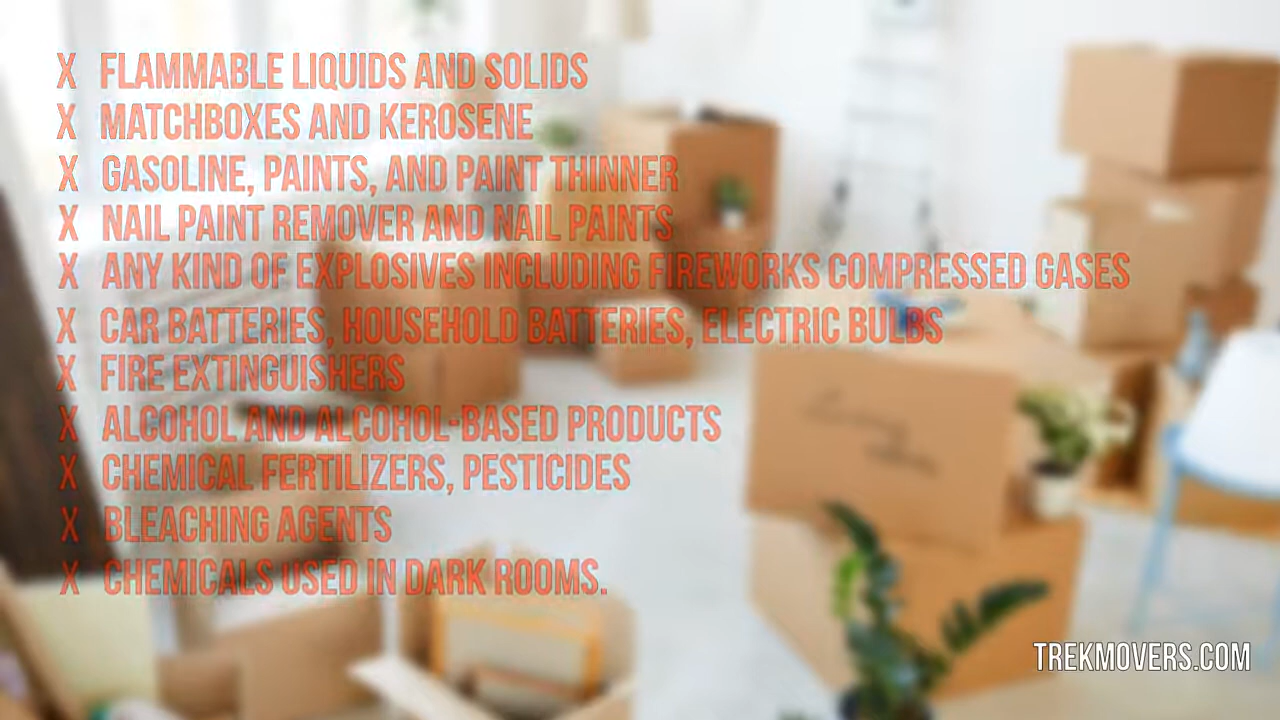 X FLAMMABLE LIQUIDS AND SOLIDS
X MATCHBOXES AND KEROSENE
X GASOLINE, PAINTS, AND PAINT THINNER
X NAIL PAINT REMOVER AND NAIL PAINTS
X ANY KIND OF EXPLOSIVES INCLUDING FIREWORKS COMPRESSED GASES
X CAR BATTERIES, HOUSEHOLD BATTERIES, ELECTRIC BULBS
X FIRE EXTINGUISHERS
X ALCOHOL AND ALCOHOL-BASED PRODUCTS
X CHEMICAL FERTILIZERS, PESTICIDES
X BLEACHING AGENTS
X CHEMICALS USED IN DARK ROOMS.
TREKMOVERS.COM